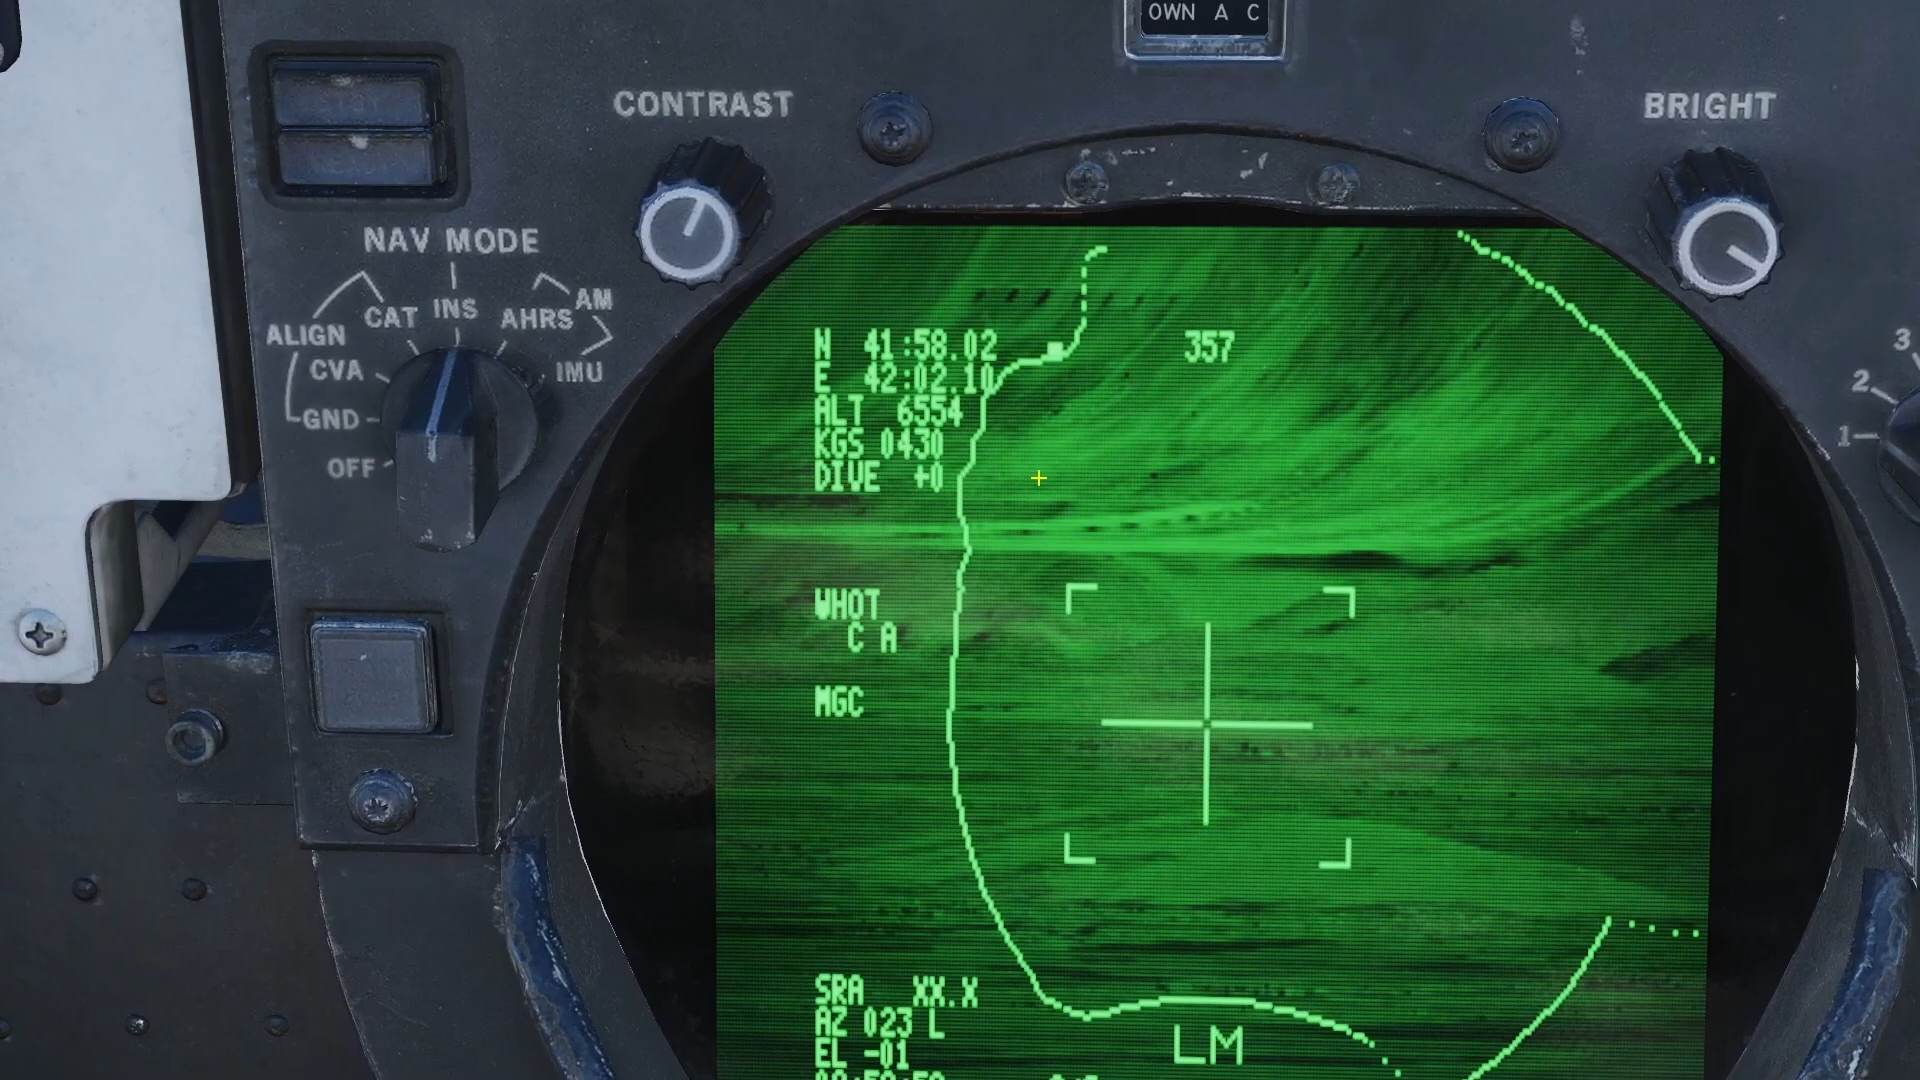 OWN A C
CONTRAST
BRIGHT
NAV MODE
ALIGN
CAT
INS
AHRS
AM
CVA
IMU
GND
OFF
3
2
1
N 41:58.02
E 42:02.10
ALT 6554
KGS 0430
DIVE +0
357
WHOT
C A
MGC
SRA XX.X
AZ 023 L
EL -01
LM